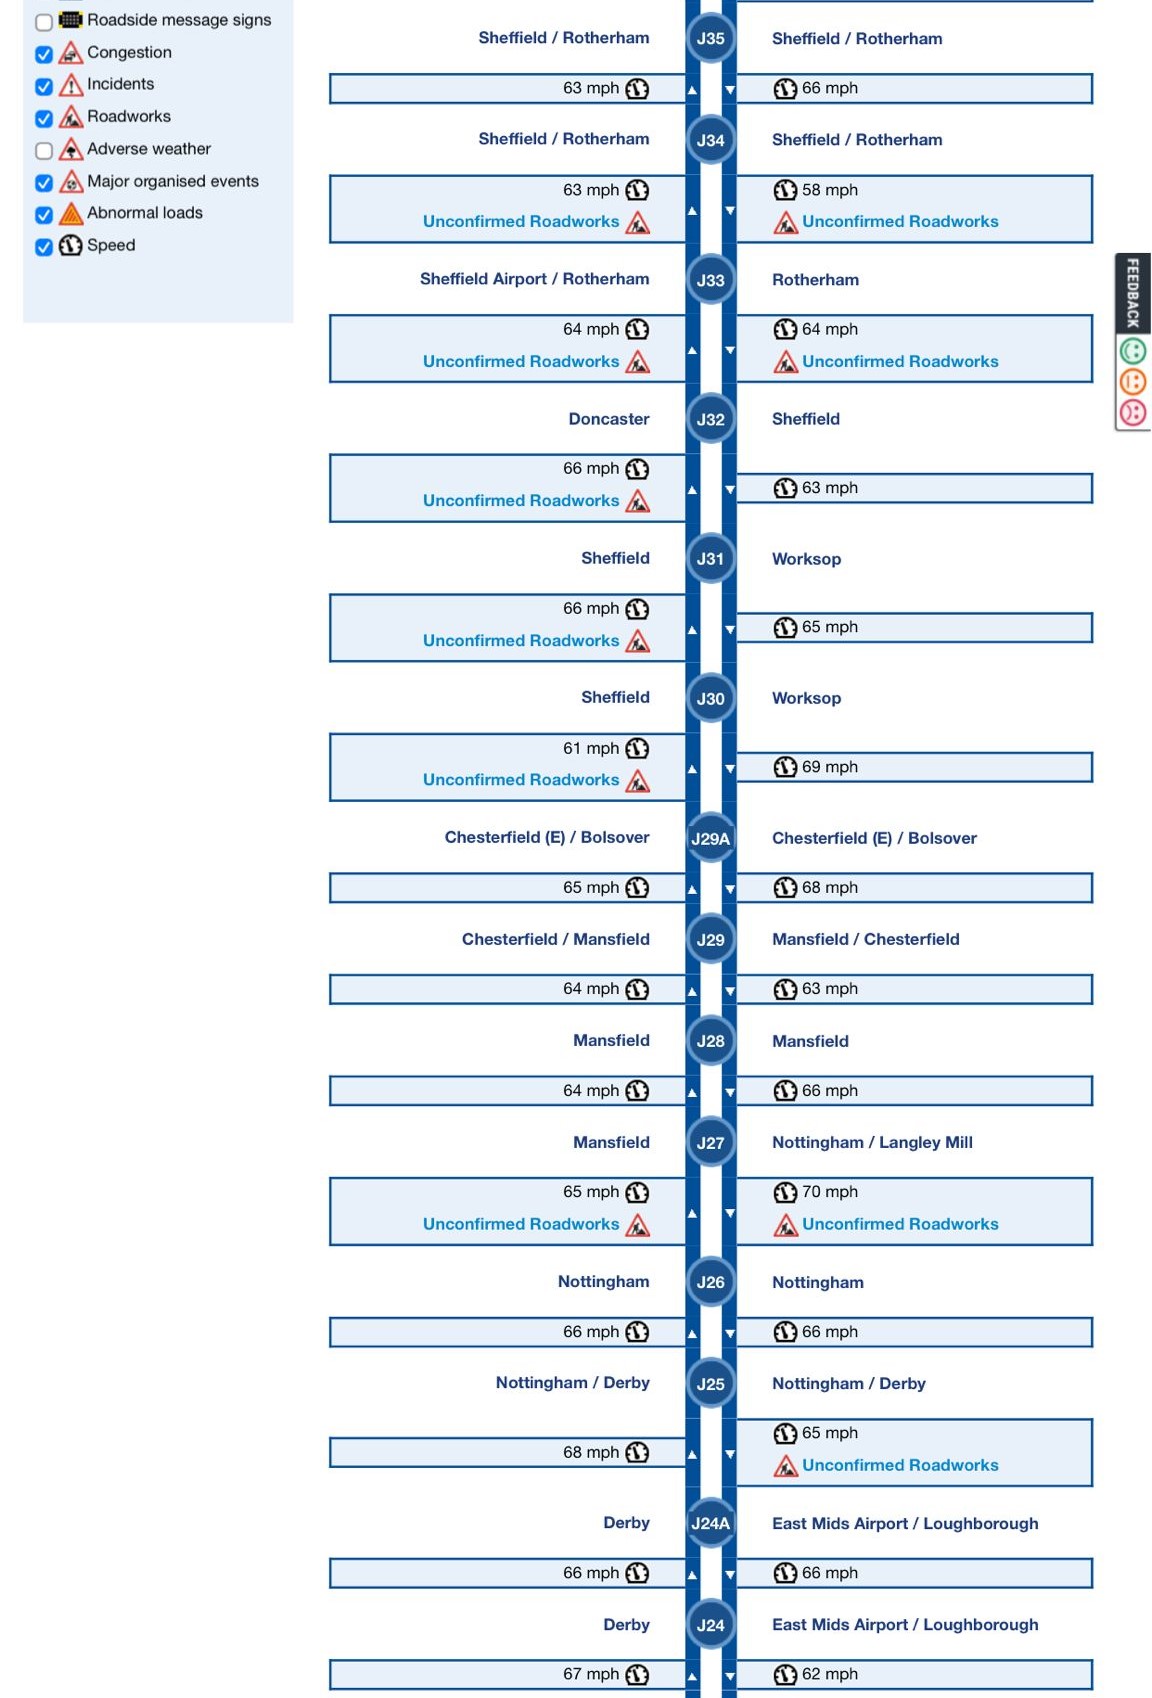 Roadside message signs
Congestion
Incidents
Roadworks
Adverse weather
Major organised events
Abnormal loads
Speed
Sheffield / Rotherham J35 Sheffield / Rotherham
63 mph 66 mph
Sheffield / Rotherham J34 Sheffield / Rotherham
63 mph 58 mph
Unconfirmed Roadworks Unconfirmed Roadworks
Sheffield Airport / Rotherham J33 Rotherham
64 mph 64 mph
Unconfirmed Roadworks Unconfirmed Roadworks
Doncaster J32 Sheffield
66 mph
63 mph
Unconfirmed Roadworks
Sheffield J31 Worksop
66 mph
65 mph
Unconfirmed Roadworks
Sheffield J30 Worksop
61 mph
69 mph
Unconfirmed Roadworks
Chesterfield (E) / Bolsover J29A Chesterfield (E) / Bolsover
65 mph 68 mph
Chesterfield / Mansfield J29 Mansfield / Chesterfield
64 mph 63 mph
Mansfield J28 Mansfield
64 mph 66 mph
Mansfield J27 Nottingham / Langley Mill
65 mph 70 mph
Unconfirmed Roadworks Unconfirmed Roadworks
Nottingham J26 Nottingham
66 mph 66 mph
Nottingham / Derby J25 Nottingham / Derby
65 mph
68 mph
Unconfirmed Roadworks
Derby J24A East Mids Airport / Loughborough
66 mph 66 mph
Derby J24 East Mids Airport / Loughborough
67 mph 62 mph
FEEDBACK